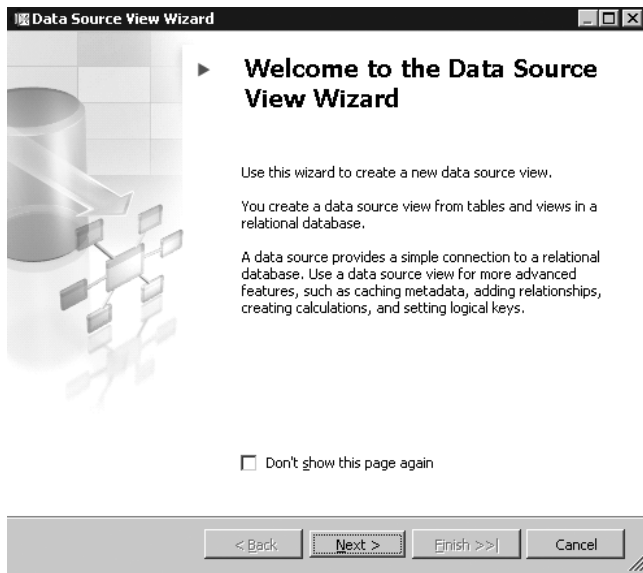 Data Source View Wizard
Welcome to the Data Source
View Wizard
Use this wizard to create a new data source view.
You create a data source view from tables and views in a
relational database.
A data source provides a simple connection to a relational
database. Use a data source view for more advanced
features, such as caching metadata, adding relationships,
creating calculations, and setting logical keys.
Don't show this page again
< Back
Next >
Finish >>|
Cancel